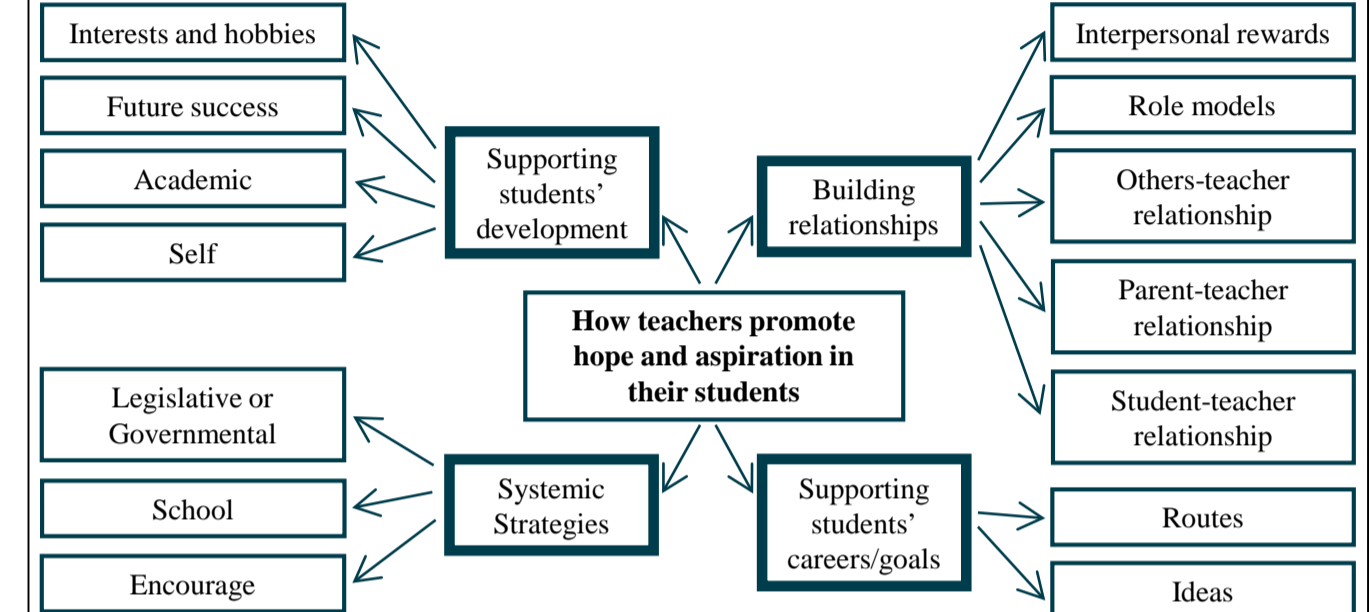 Interests and hobbies
Future success
Academic
Self
Supporting
students’
development
Building
relationships
Interpersonal rewards
Role models
Others-teacher
relationship
Parent-teacher
relationship
Student-teacher
relationship
How teachers promote
hope and aspiration in
their students
Legislative or
Governmental
School
Encourage
Systemic
Strategies
Supporting
students’
careers/goals
Routes
Ideas